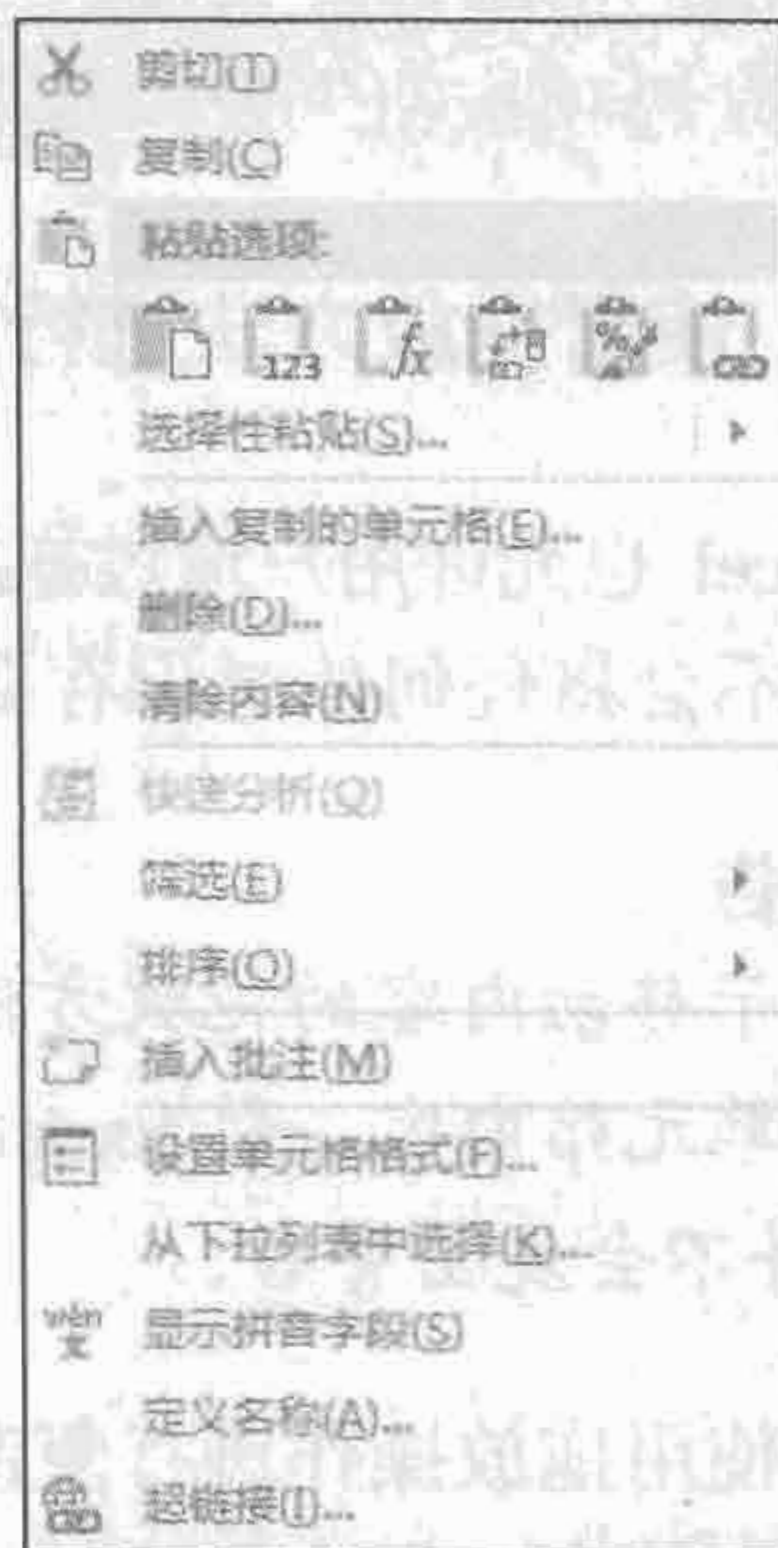 剪切(T)
复制(C)
粘贴选项:
123 fx %
选择性粘贴(S)...
插入复制的单元格(E)...
删除(D)...
清除内容(N)
快速分析(Q)
筛选(E)
排序(O)
插入批注(M)
设置单元格格式(F)...
从下拉列表中选择(K)...
wén
文 显示拼音字段(S)
定义名称(A)...
超链接(I)...